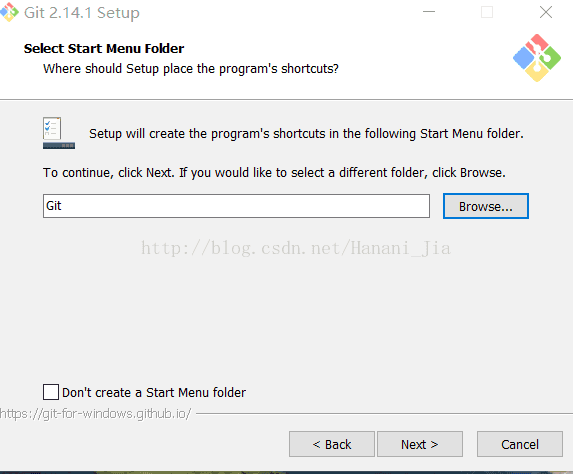 Git 2.14.1 Setup
Select Start Menu Folder
Where should Setup place the program's shortcuts?
Setup will create the program's shortcuts in the following Start Menu folder.
To continue, click Next. If you would like to select a different folder, click Browse.
Git
Browse...
http://blog.csdn.net/Hanani_Jia
Don't create a Start Menu folder
https://git-for-windows.github.io/
< Back
Next >
Cancel